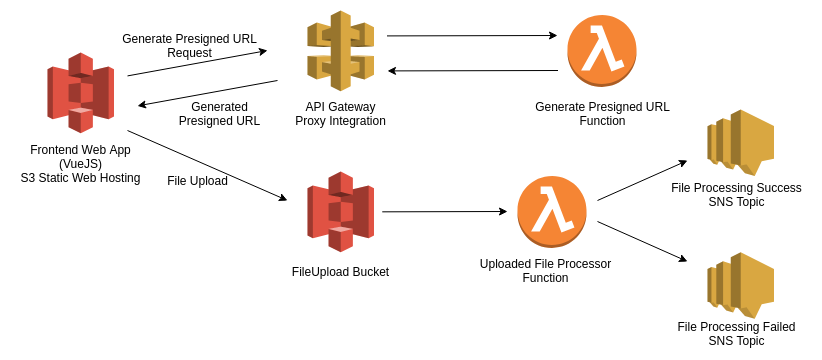 Generate Presigned URL
Request
Generated
Presigned URL
File Upload
Frontend Web App
(VueJS)
S3 Static Web Hosting
API Gateway
Proxy Integration
Generate Presigned URL
Function
FileUpload Bucket
Uploaded File Processor
Function
File Processing Success
SNS Topic
File Processing Failed
SNS Topic